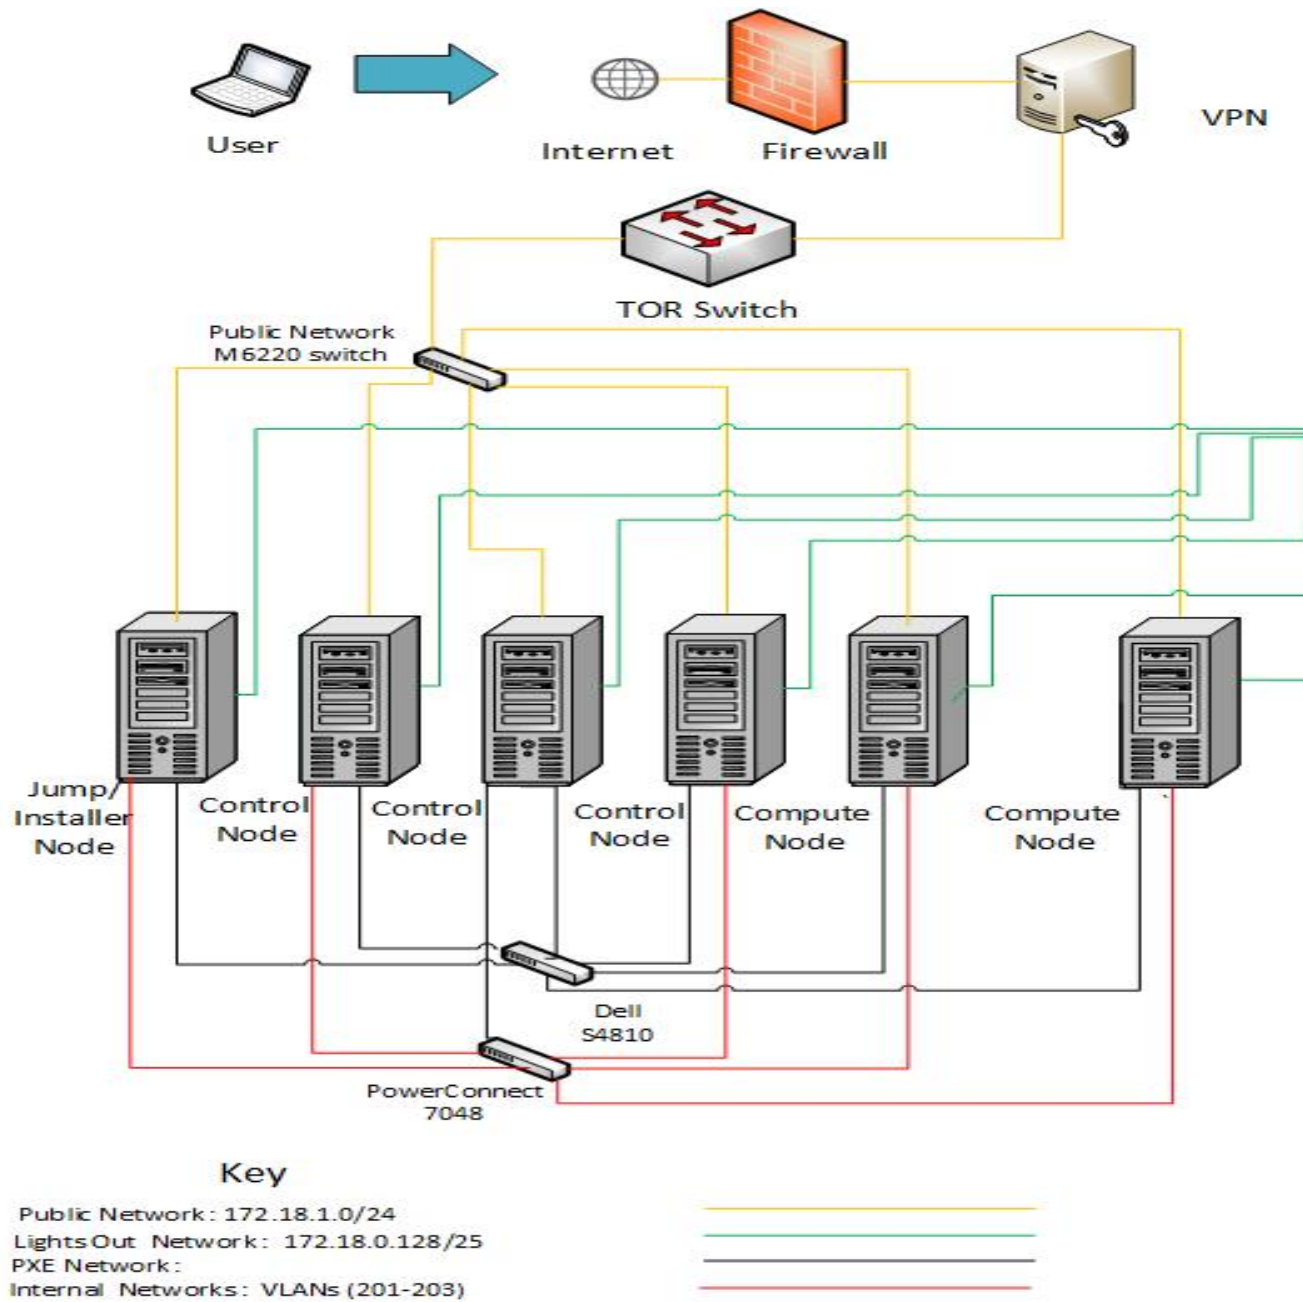 User
Internet
Firewall
VPN
TOR Switch
Public Network
M6220 switch
Jump/
Installer
Node
Control
Node
Control
Node
Control
Node
Compute
Node
Compute
Node
Dell
S4810
PowerConnect
7048
Key
Public Network: 172.18.1.0/24
Lights Out Network: 172.18.0.128/25
PXE Network:
Internal Networks: VLANs (201-203)